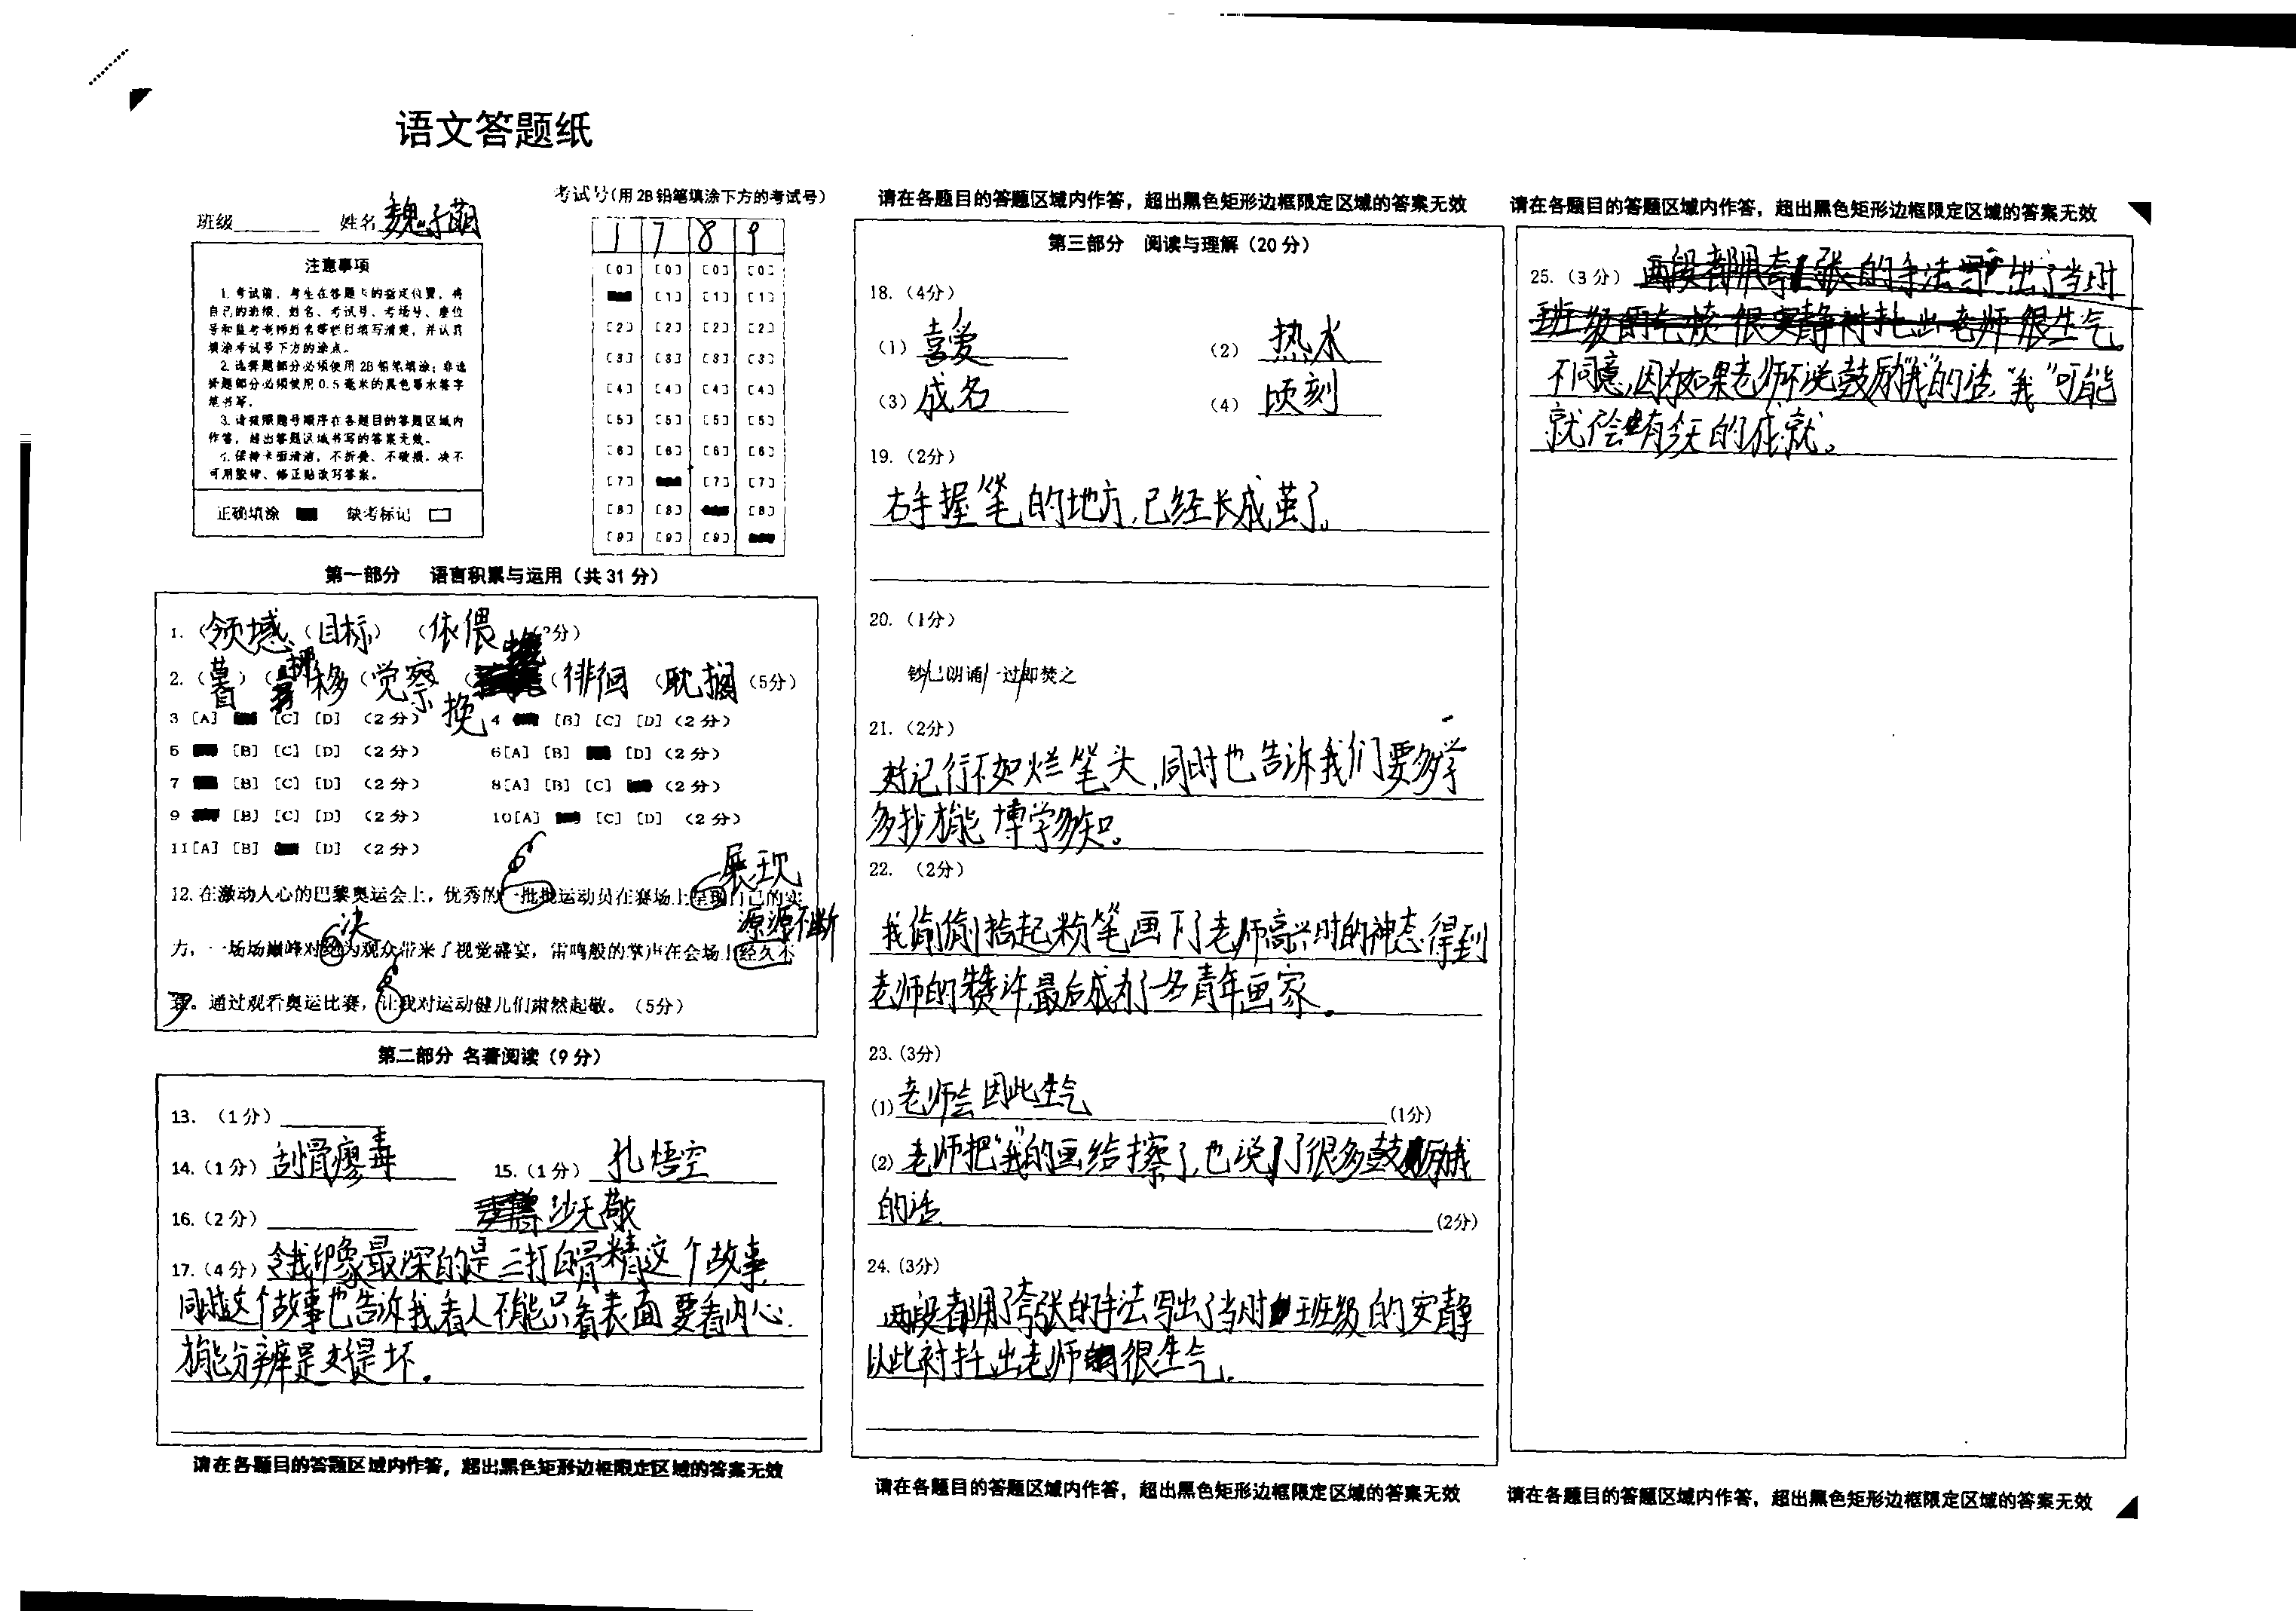 语文答题纸
班级 姓名 魏子萌
考试号(用2B铅笔填涂下方的考试号)
1 7 8 9
[0] [0] [0] [0]
[1] [1] [1]
[2] [2] [2] [2]
[3] [3] [3] [3]
[4] [4] [4] [4]
[5] [5] [5] [5]
[6] [6] [6] [6]
[7] [7] [7]
[8] [8] [8]
[9] [9] [9]
注意事项
1.考试前,考生在答题卡的指定位置,将
自己的班级、姓名、考试号、考场号、座位
号和监考老师姓名等栏目填写清楚,并认真
填涂考试号下方的涂点。
2.选择题部分必须使用2B铅笔填涂;非选
择题部分必须使用0.5毫米的黑色墨水签字
笔书写。
3.请按照题号顺序在各题目的答题区域内
作答,超出答题区域书写的答案无效。
4.保持卡面清洁,不折叠、不破损。决不
可用胶带、修正贴改写答案。
正确填涂 缺考标记
第一部分 语言积累与运用(共31分)
1.(领域)(目标)(依偎)
2.(暮)(挪移)(觉察)(挽)(徘徊)(耽搁)(5分)
3 [A] [C] [D] (2分) 4 [B] [C] [D] (2分)
5 [B] [C] [D] (2分) 6[A] [B] [D] (2分)
7 [B] [C] [D] (2分) 8[A] [B] [C] (2分)
9 [B] [C] [D] (2分) 10[A] [C] [D] (2分)
11[A] [B] [D] (2分)
展现
12.在激动人心的巴黎奥运会上,优秀的一批批运动员在赛场上呈现自己的实
决 源源不断
力,一场场巅峰对绝为观众带来了视觉盛宴,雷鸣般的掌声在会场上经久不
衰。通过观看奥运比赛,让我对运动健儿们肃然起敬。(5分)
第二部分 名著阅读(9分)
13.(1分)
14.(1分) 刮骨廖毒 15.(1分) 孔悟空
16.(2分) 沙无敬
17.(4分) 令我印象最深的是三打白骨精这个故事
同时这个故事也告诉我看人不能只看表面要看内心.
才能分辨是好是坏.
请在各题目的答题区域内作答,超出黑色矩形边框限定区域的答案无效
请在各题目的答题区域内作答,超出黑色矩形边框限定区域的答案无效
第三部分 阅读与理解(20分)
18.(4分)
(1) 喜爱 (2) 热水
(3) 成名 (4) 顷刻
19.(2分)
右手握笔的地方,已经长成茧了。
20.(1分)
钞/已朗诵/一过/即焚之
21.(2分)
好记行不如烂笔头,同时也告诉我们要多学
多抄才能博学多知。
22.(2分)
我偷偷拾起粉笔画下了老师高兴时的神态.得到
老师的赞许.最后成为了一名青年画家.
23.(3分)
(1)老师会因此生气 (1分)
(2)老师把“我”的画给擦了,也说了很多鼓励我
的话 (2分)
24.(3分)
两段都用了夸张的手法写出了当时班级的安静
以此衬托出老师很生气.
请在各题目的答题区域内作答,超出黑色矩形边框限定区域的答案无效
请在各题目的答题区域内作答,超出黑色矩形边框限定区域的答案无效
25.(3分) 两段都用夸张的手法写出了当时
班级的气愤很安静衬托出老师很生气。
不同意,因为如果老师不说鼓励“我”的话,“我”可能
就不会有今天的成就。
请在各题目的答题区域内作答,超出黑色矩形边框限定区域的答案无效